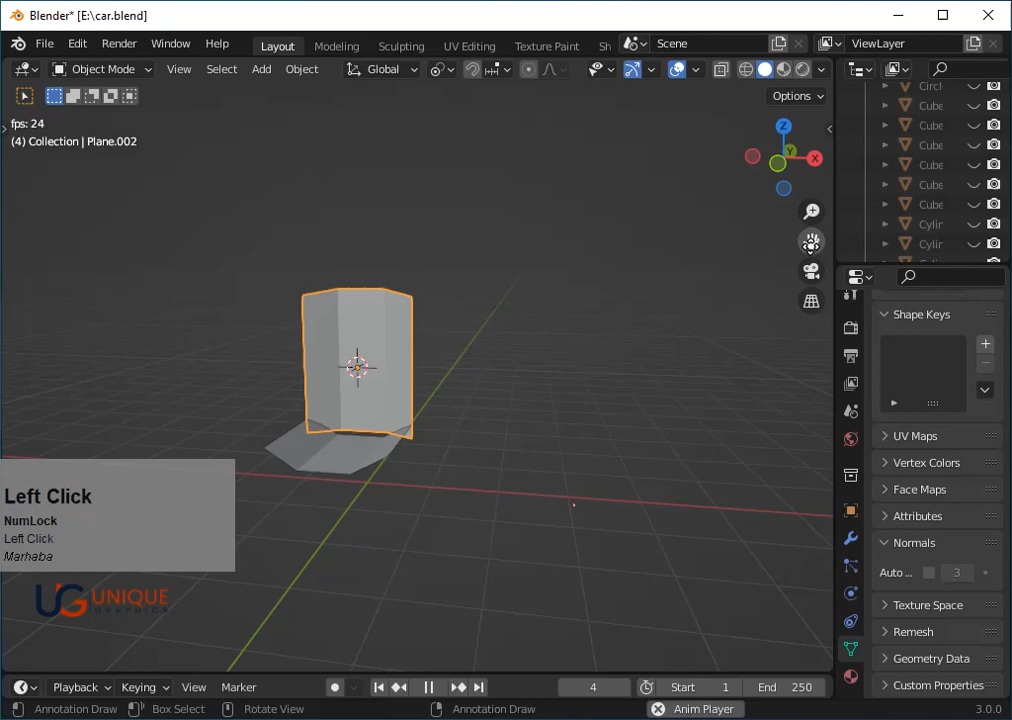 Blender* [E:\car.blend]
File Edit Render Window Help Layout Modeling Sculpting UV Editing Texture Paint Sh Scene ViewLayer
Object Mode View Select Add Object Global
Options
fps: 24
(4) Collection | Plane.002
Z
Y
X
Circl
Cube
Cube
Cube
Cube
Cube
Cube
Cylir
Cylir
Shape Keys
UV Maps
Vertex Colors
Face Maps
Attributes
Normals
Auto ... 3
Texture Space
Remesh
Geometry Data
Custom Properties
Left Click
NumLock
Left Click
Marhaba
UG UNIQUE
GRAPHICS
Playback Keying View Marker 4 Start 1 End 250
Annotation Draw Box Select Rotate View Annotation Draw Anim Player 3.0.0